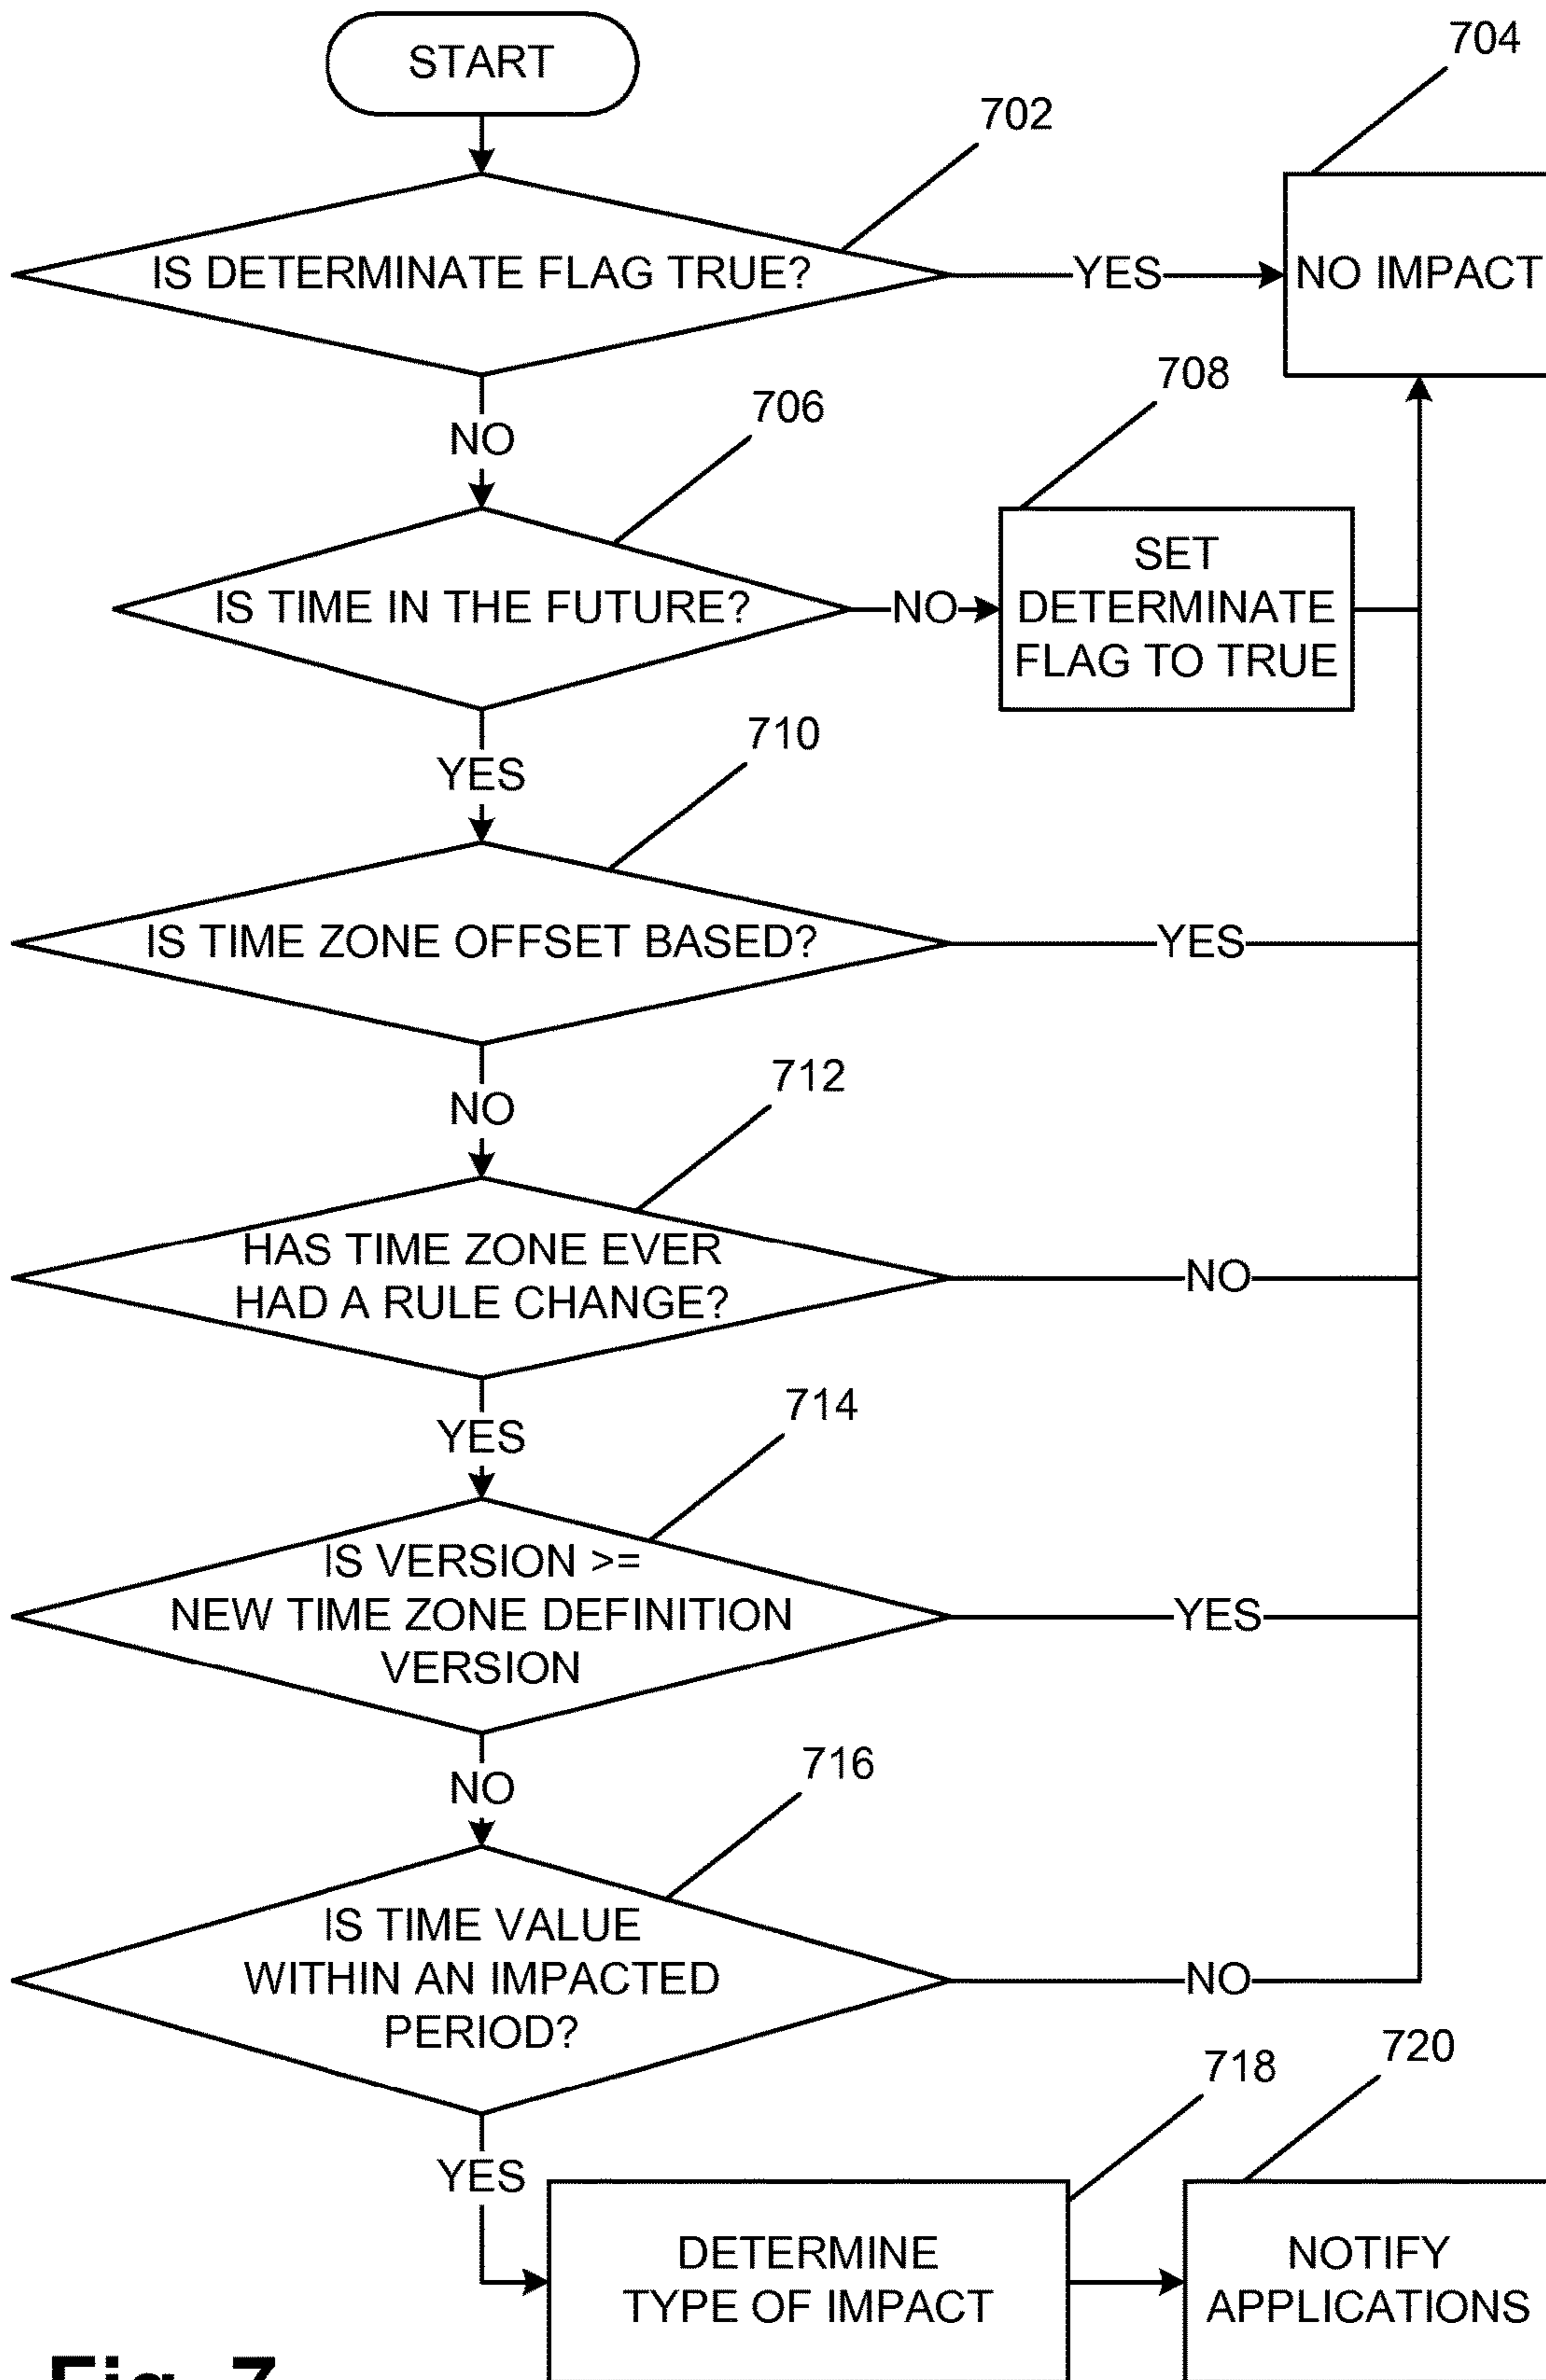 START
704
702
IS DETERMINATE FLAG TRUE?
YES
NO IMPACT
708
706
NO
SET
DETERMINATE
FLAG TO TRUE
IS TIME IN THE FUTURE?
NO
710
YES
IS TIME ZONE OFFSET BASED?
YES
712
NO
HAS TIME ZONE EVER
HAD A RULE CHANGE?
NO
714
YES
IS VERSION >=
NEW TIME ZONE DEFINITION
VERSION
YES
716
NO
IS TIME VALUE
WITHIN AN IMPACTED
PERIOD?
NO
720
718
YES
DETERMINE
TYPE OF IMPACT
NOTIFY
APPLICATIONS
Fig. 7